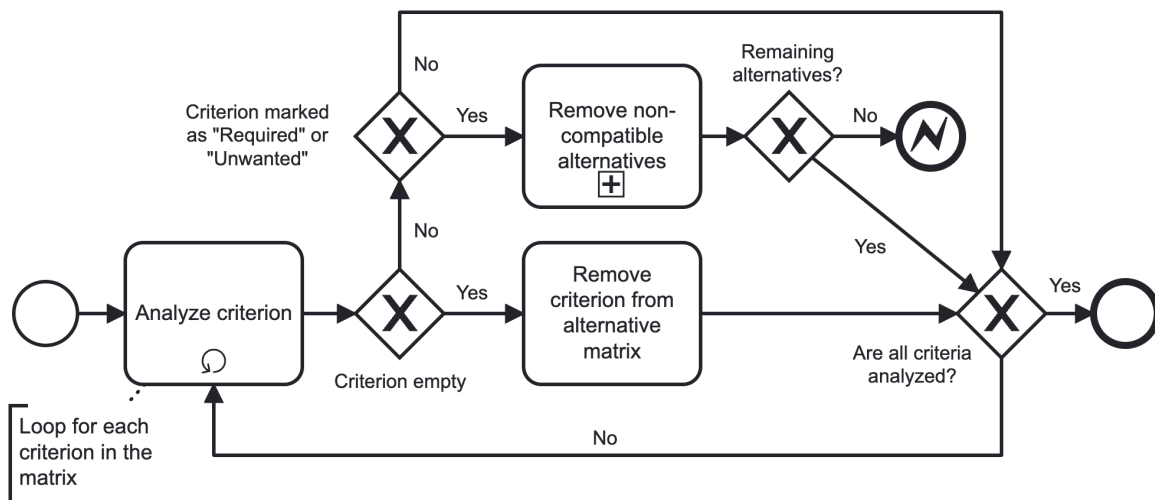 Remaining
alternatives?
No
Criterion marked
as "Required" or
"Unwanted"
Yes
Remove non-
compatible
alternatives
No
No
Yes
Analyze criterion
Yes
Remove
criterion from
alternative
matrix
Yes
Criterion empty
Are all criteria
analyzed?
Loop for each
criterion in the
matrix
No